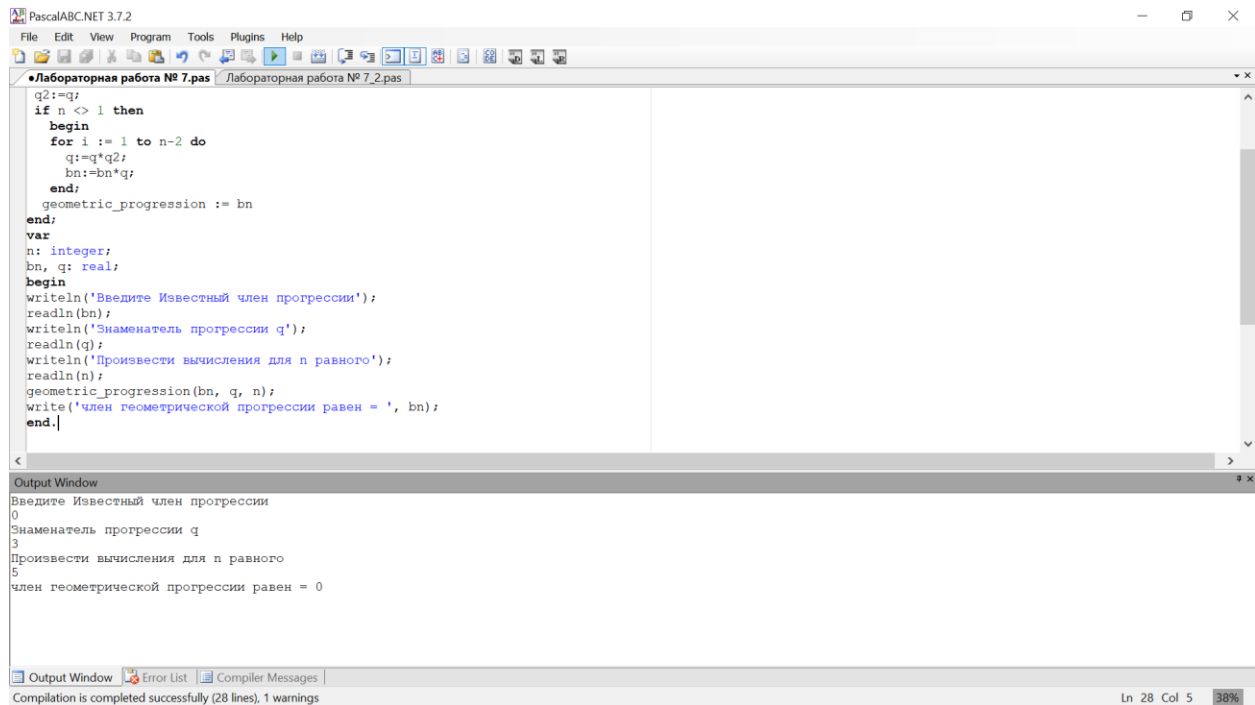 PascalABC.NET 3.7.2
File Edit View Program Tools Plugins Help
•Лабораторная работа № 7.pas Лабораторная работа № 7_2.pas
q2:=q;
if n <> 1 then
begin
for i := 1 to n-2 do
q:=q*q2;
bn:=bn*q;
end;
geometric_progression := bn
end;
var
n: integer;
bn, q: real;
begin
writeln('Введите Известный член прогрессии');
readln(bn);
writeln('Знаменатель прогрессии q');
readln(q);
writeln('Произвести вычисления для n равного');
readln(n);
geometric_progression(bn, q, n);
write('член геометрической прогрессии равен = ', bn);
end.
Output Window
Введите Известный член прогрессии
0
Знаменатель прогрессии q
3
Произвести вычисления для n равного
5
член геометрической прогрессии равен = 0
Output Window Error List Compiler Messages
Compilation is completed successfully (28 lines), 1 warnings Ln 28 Col 5 38%